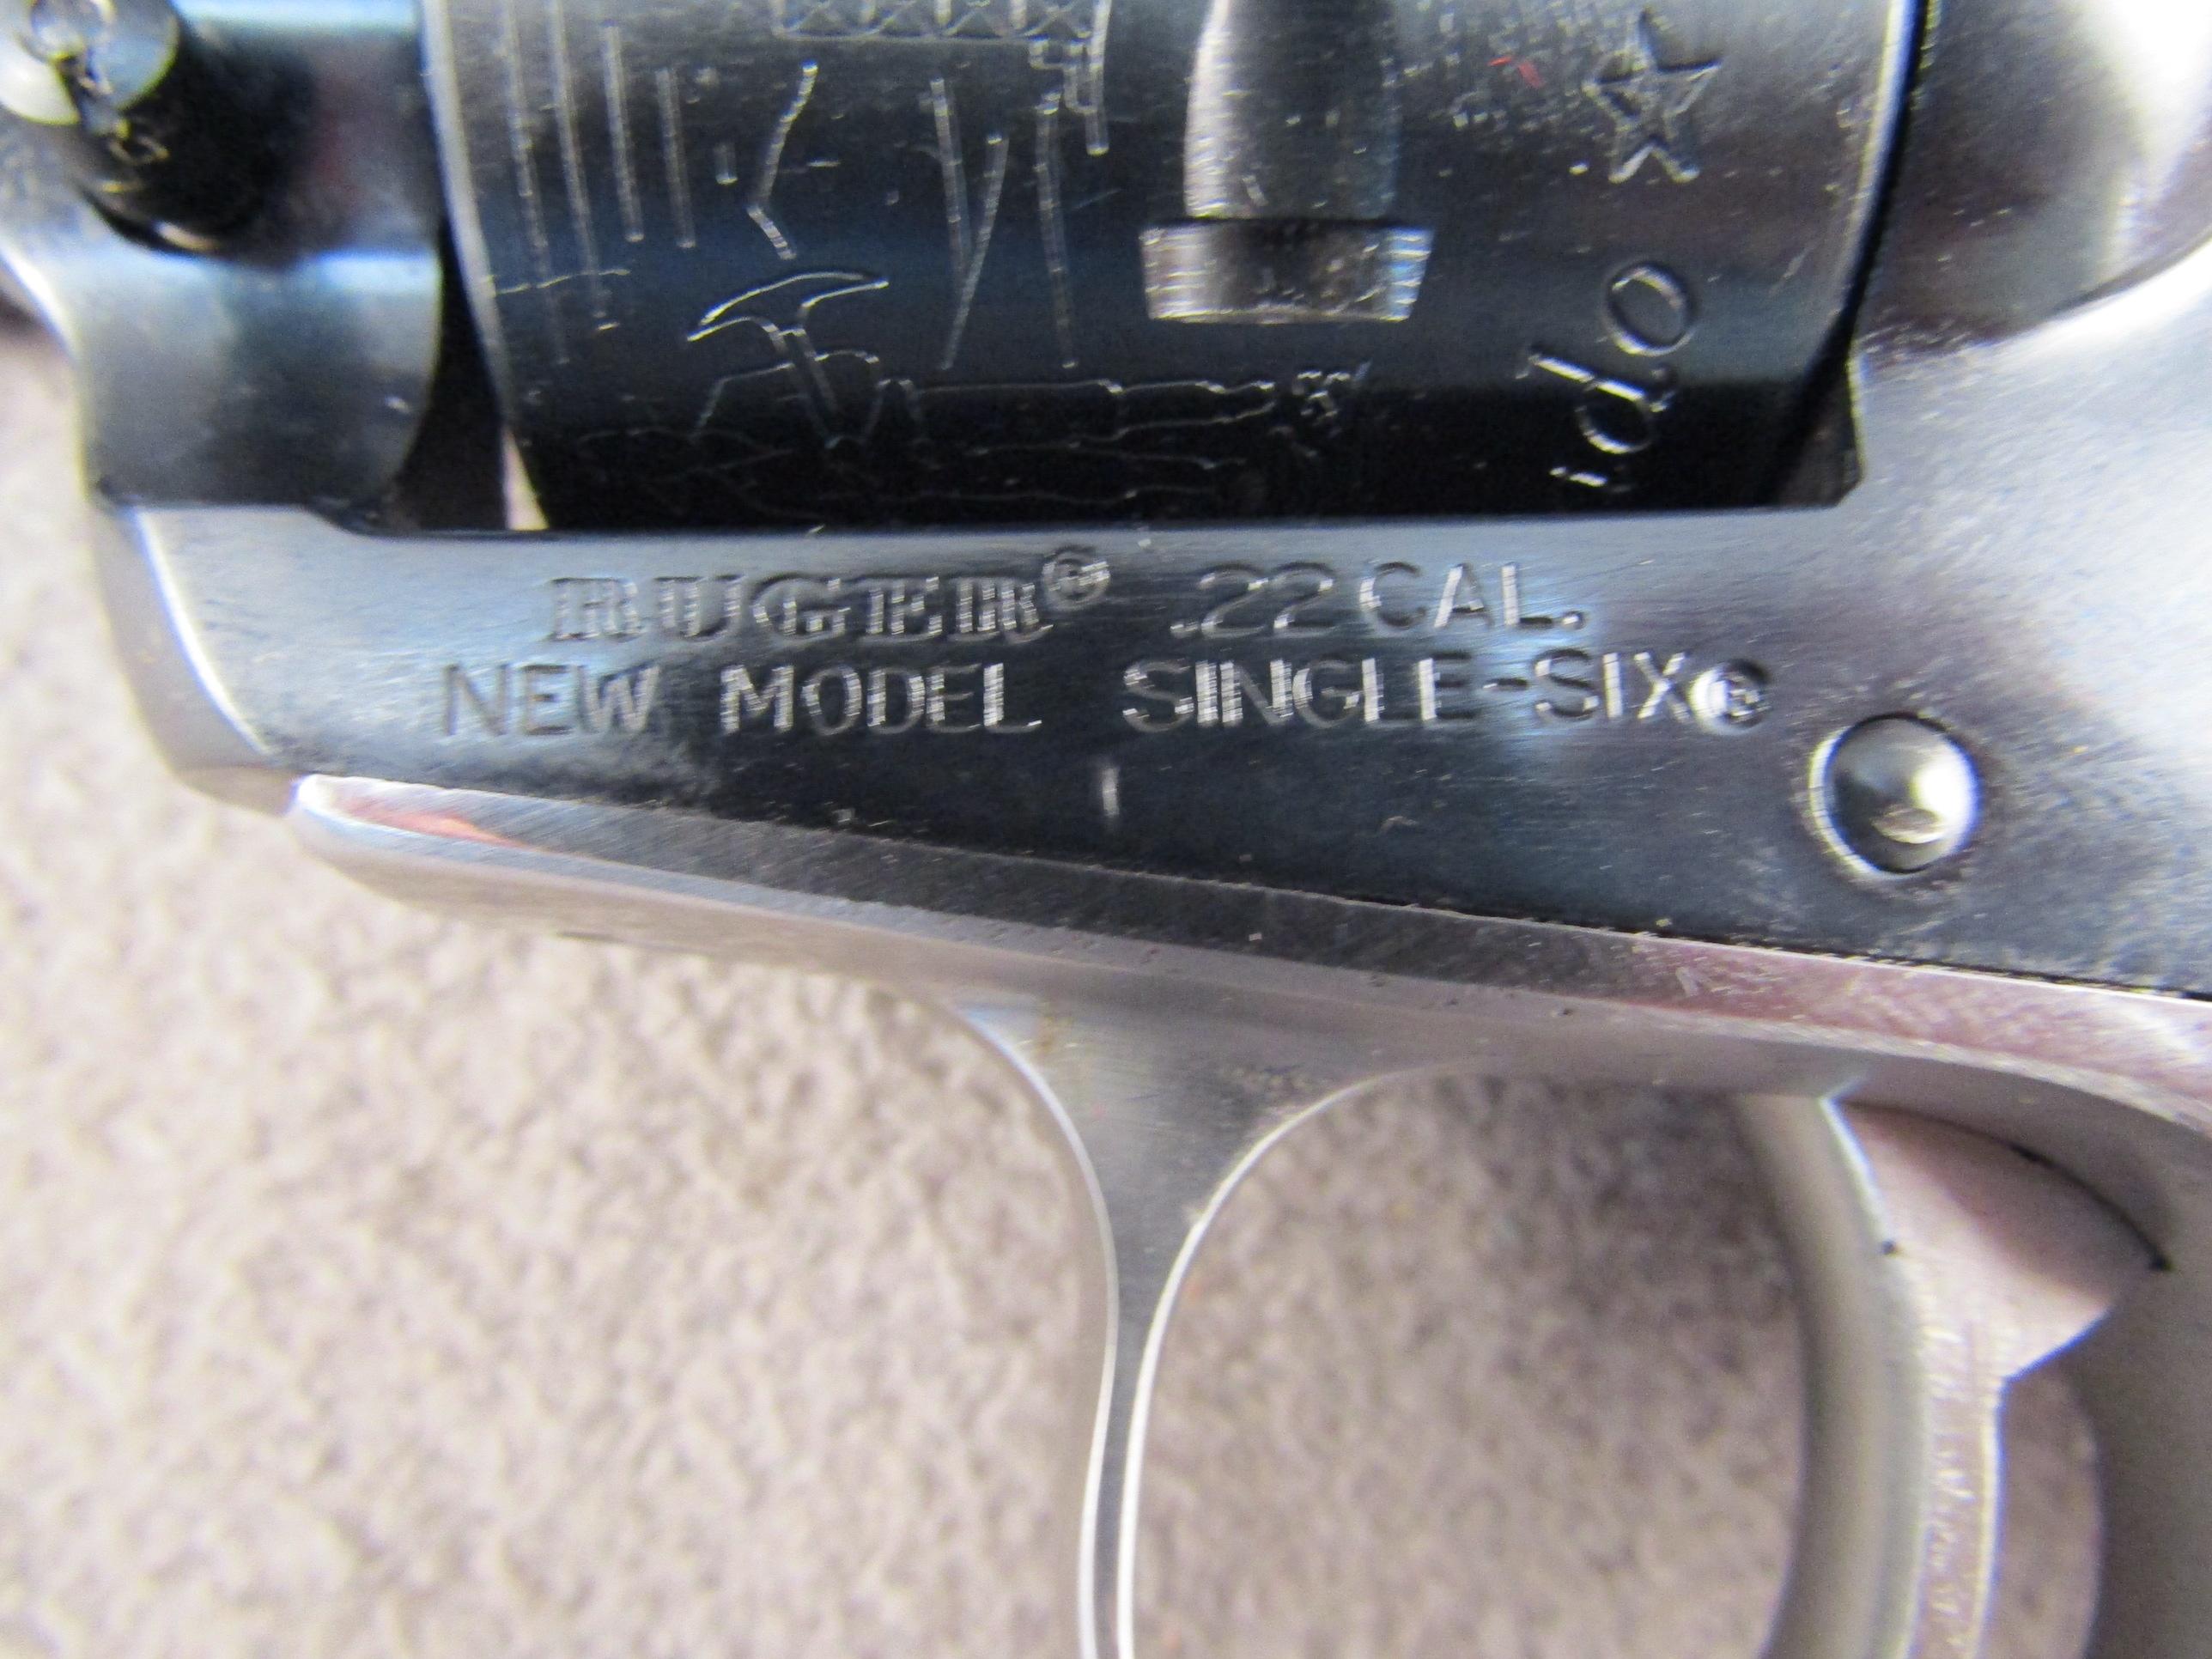 RUGER® .22 CAL.
NEW MODEL SINGLE-SIX®